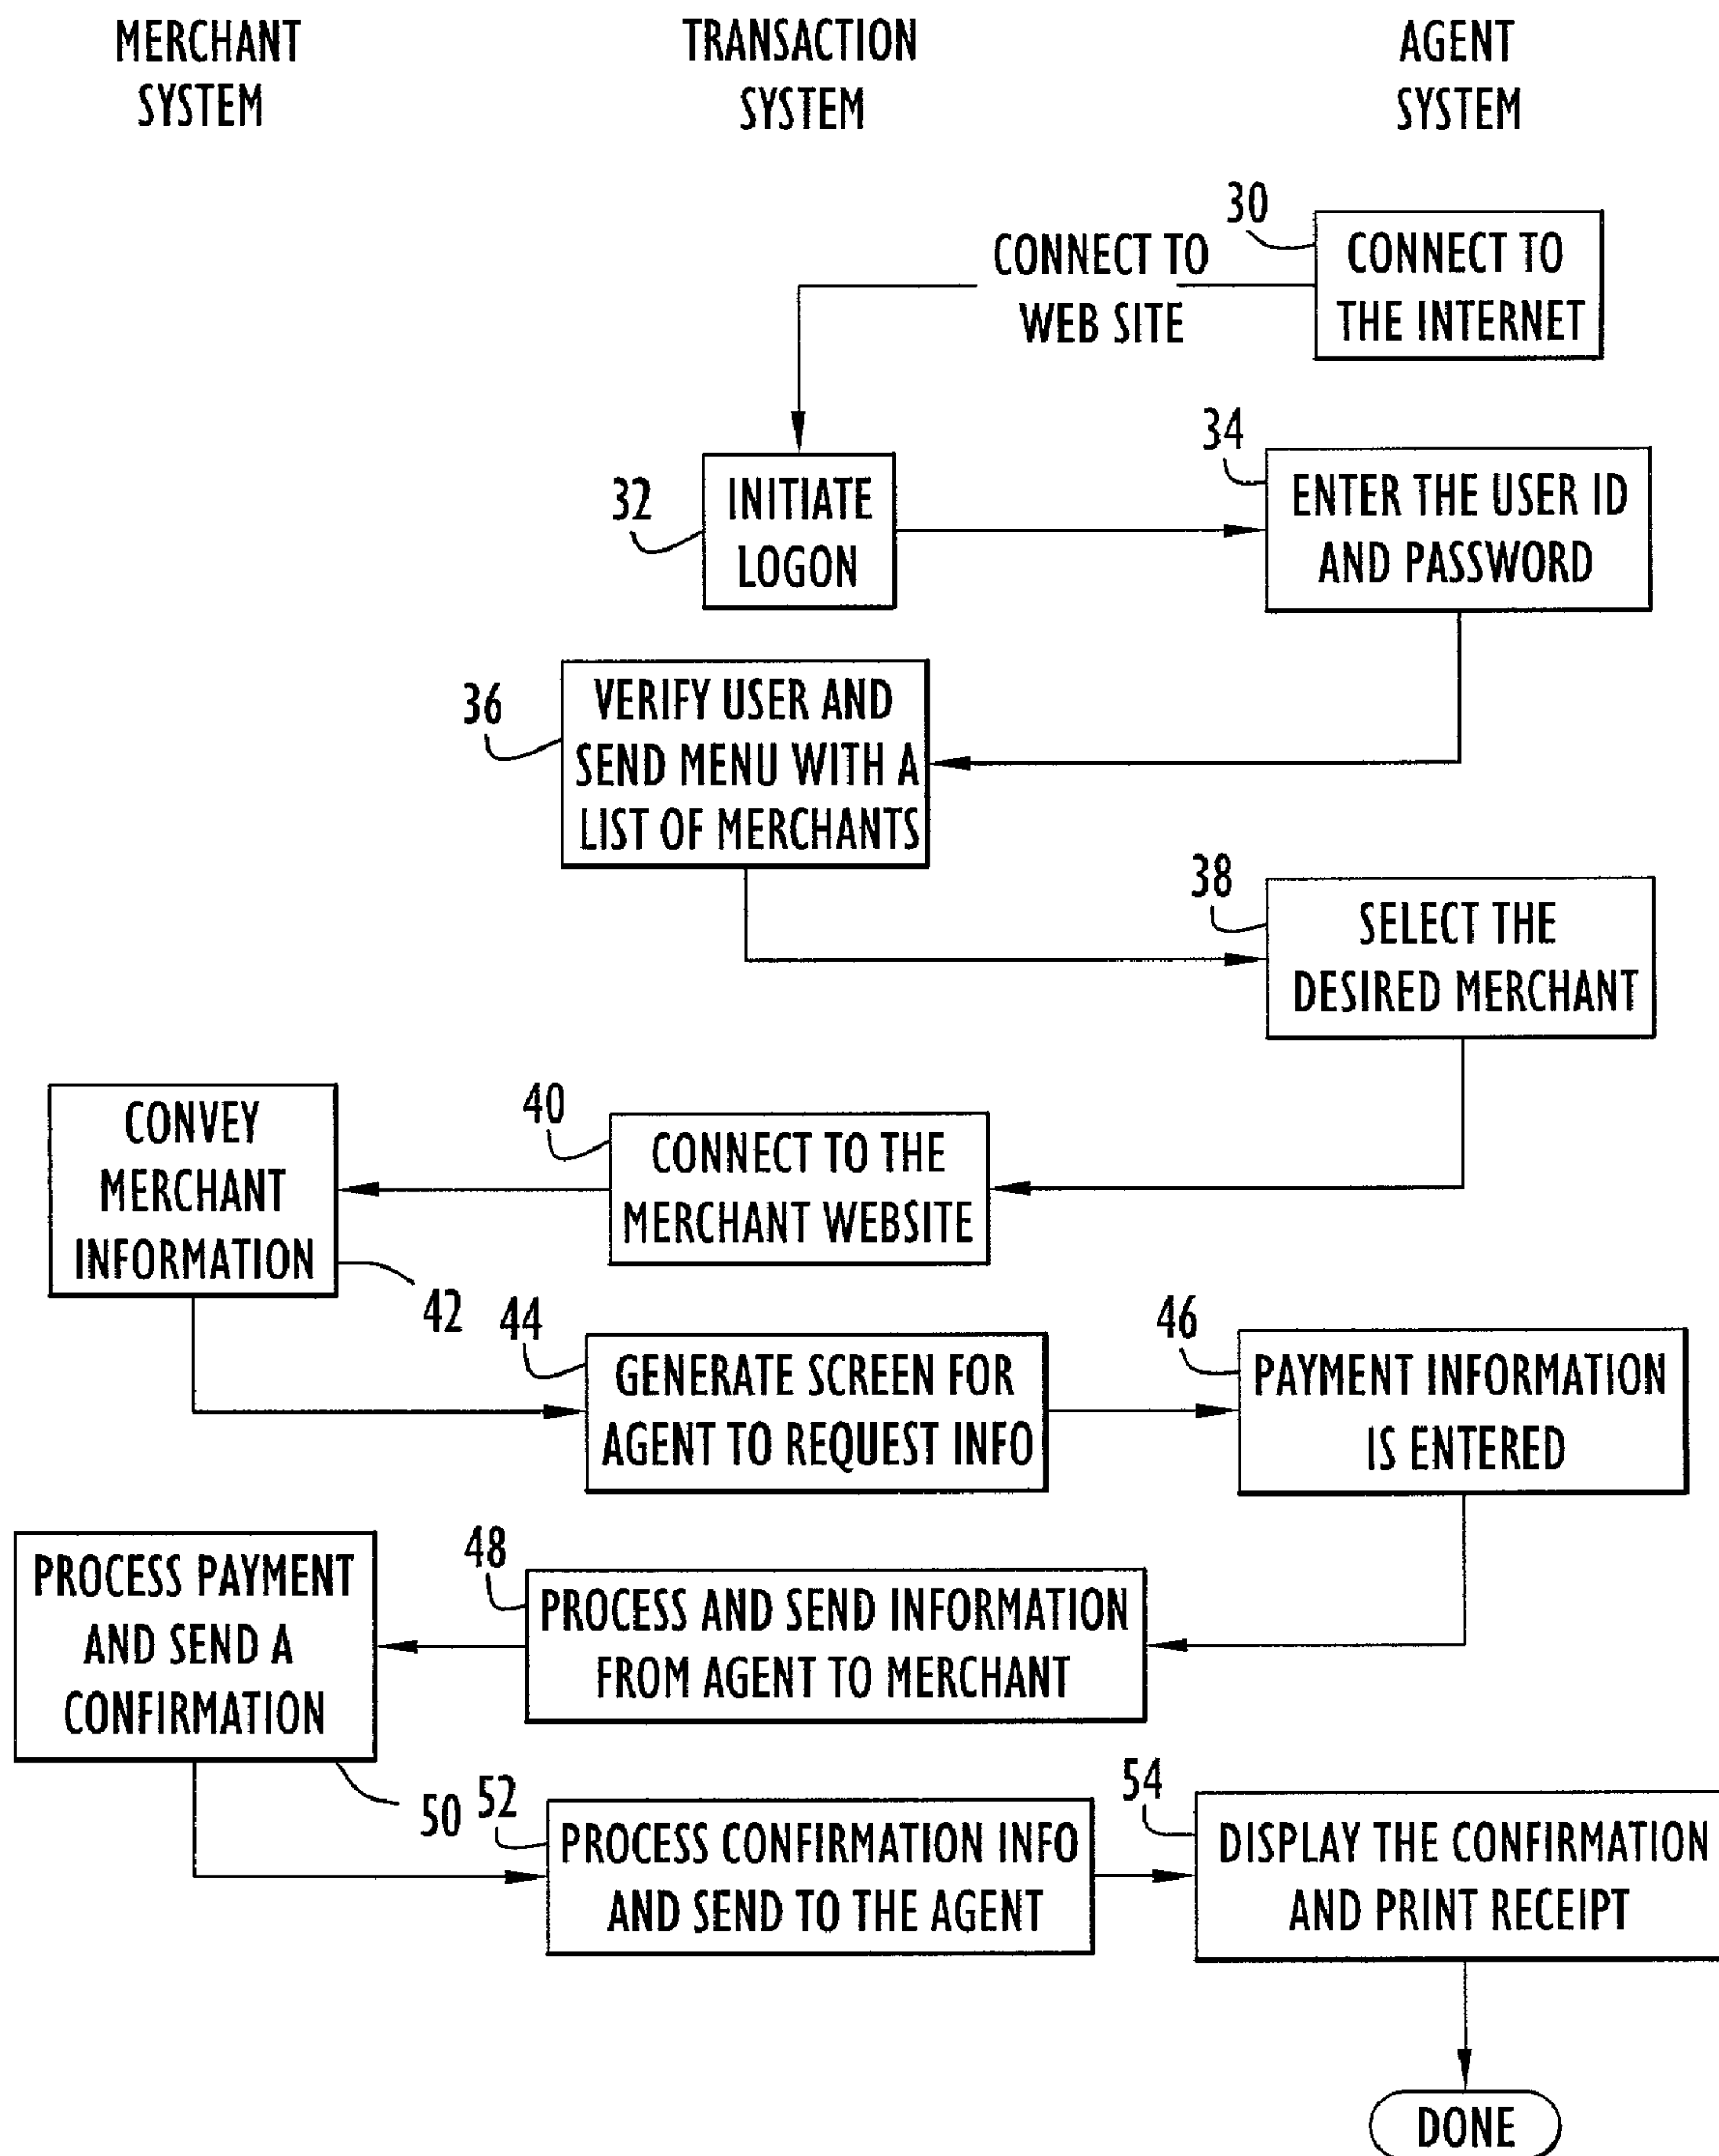 MERCHANT
SYSTEM
TRANSACTION
SYSTEM
AGENT
SYSTEM
30
CONNECT TO
THE INTERNET
CONNECT TO
WEB SITE
32
INITIATE
LOGON
34
ENTER THE USER ID
AND PASSWORD
36
VERIFY USER AND
SEND MENU WITH A
LIST OF MERCHANTS
38
SELECT THE
DESIRED MERCHANT
40
CONNECT TO THE
MERCHANT WEBSITE
CONVEY
MERCHANT
INFORMATION
42
44
GENERATE SCREEN FOR
AGENT TO REQUEST INFO
46
PAYMENT INFORMATION
IS ENTERED
48
PROCESS AND SEND INFORMATION
FROM AGENT TO MERCHANT
PROCESS PAYMENT
AND SEND A
CONFIRMATION
50
52
PROCESS CONFIRMATION INFO
AND SEND TO THE AGENT
54
DISPLAY THE CONFIRMATION
AND PRINT RECEIPT
DONE